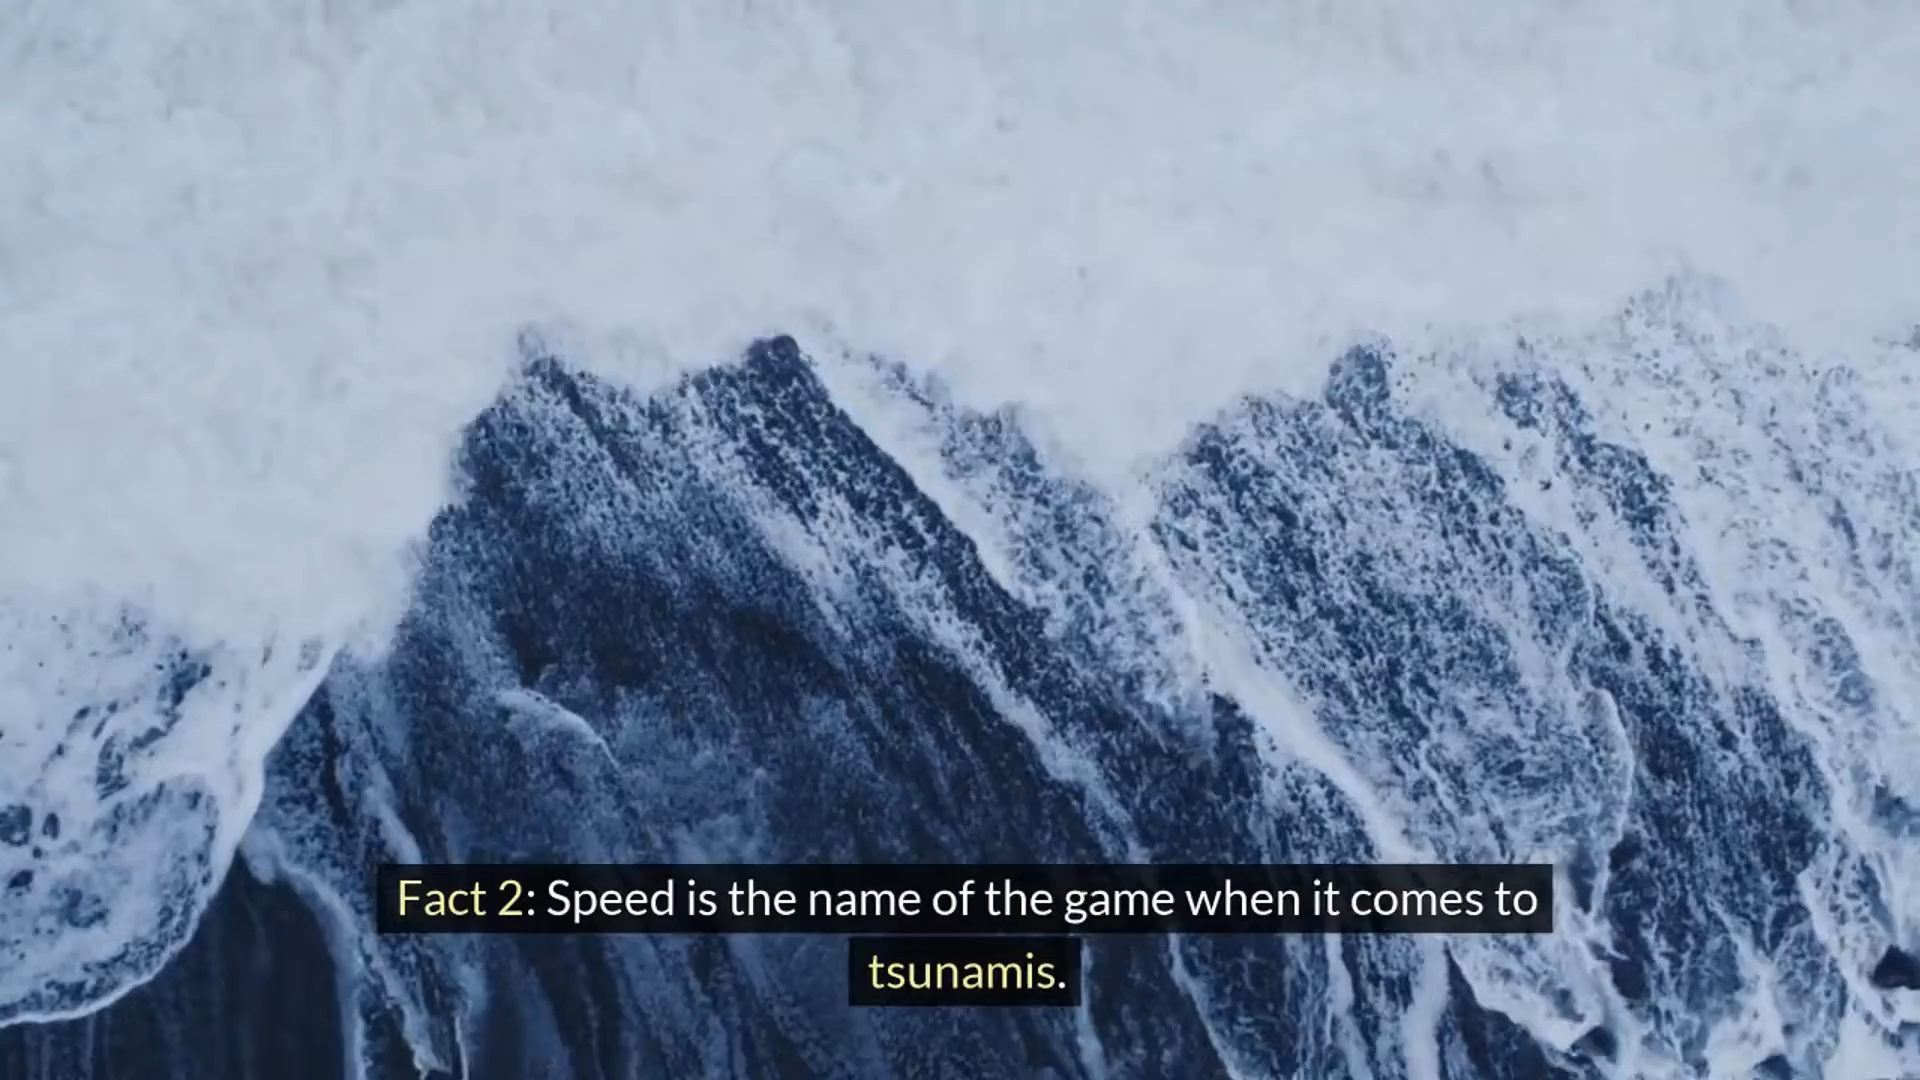 Fact 2: Speed is the name of the game when it comes to
tsunamis.